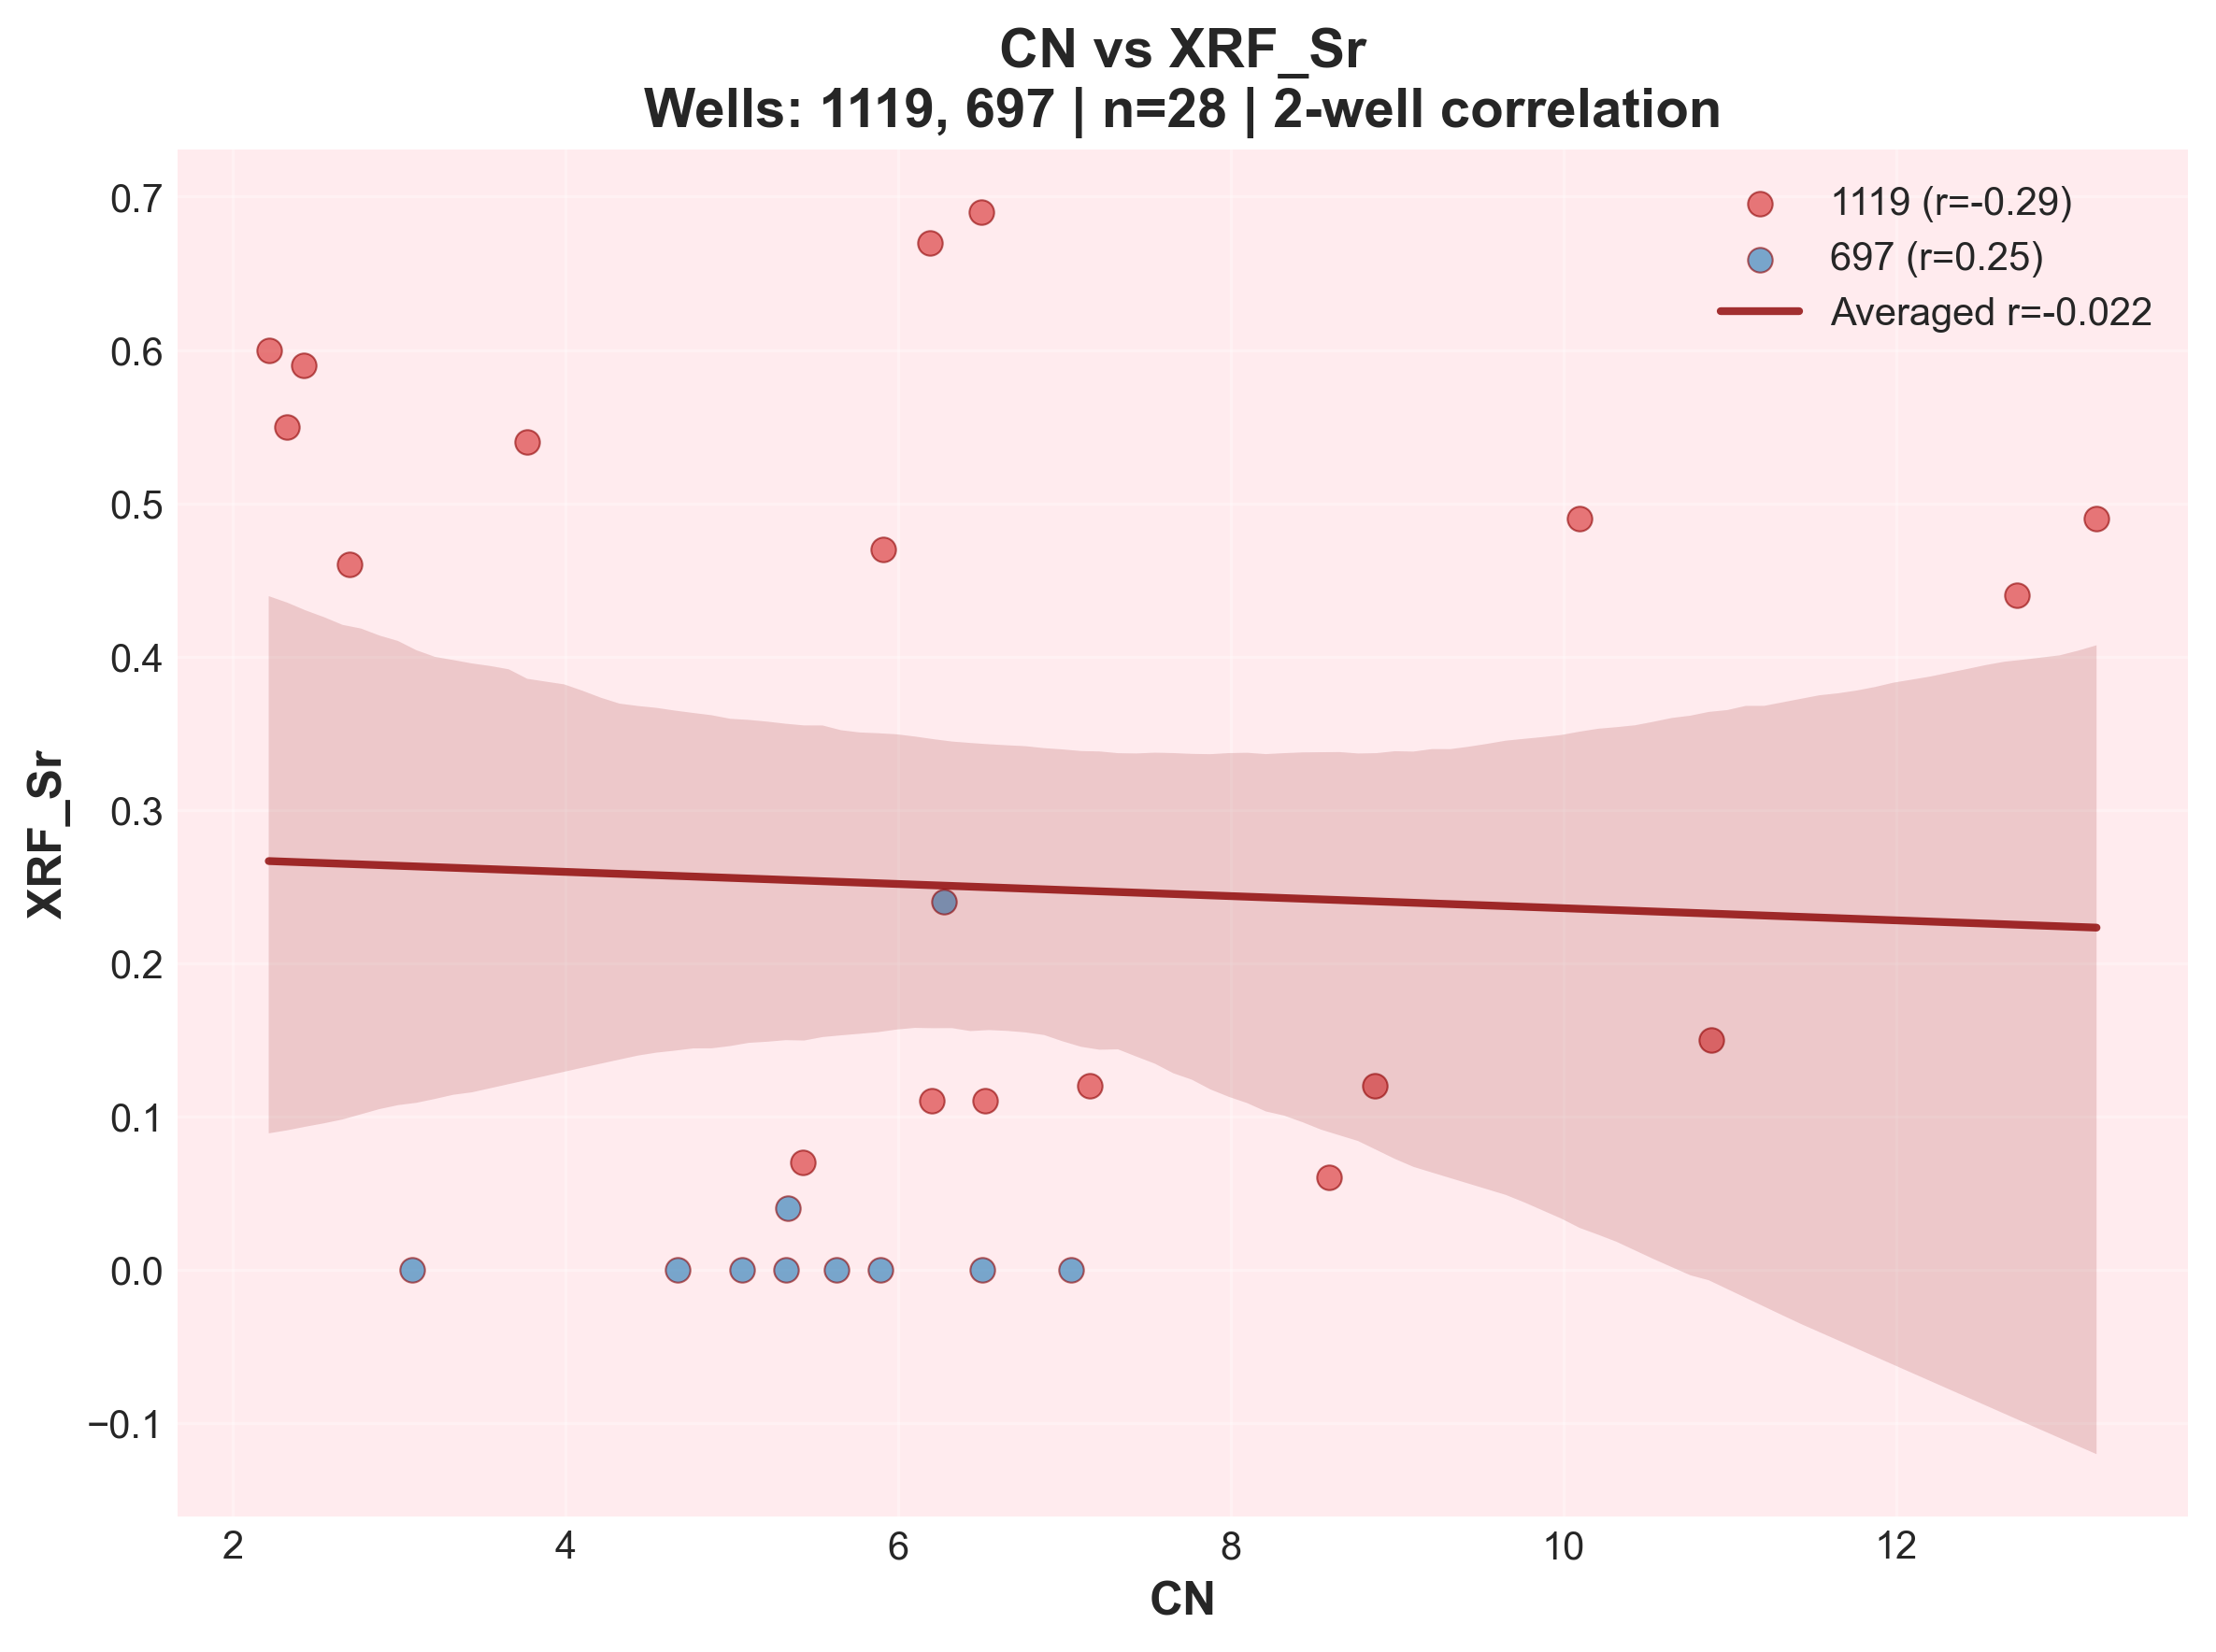 CN vs XRF_Sr
Wells: 1119, 697 | n=28 | 2-well correlation
1119 (r=-0.29)
697 (r=0.25)
Averaged r=-0.022
XRF_Sr
0.7
0.6
0.5
0.4
0.3
0.2
0.1
0.0
−0.1
2 4 6 8 10 12
CN